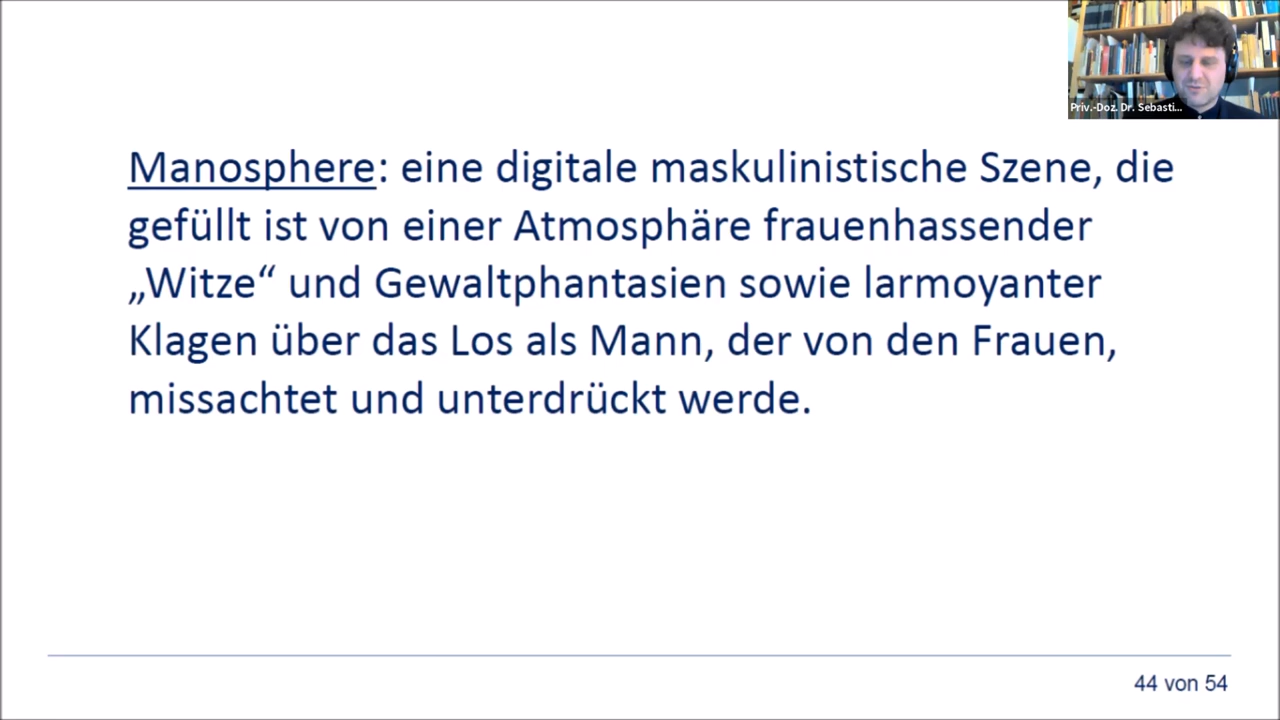 Priv.-Doz. Dr. Sebasti...
Manosphere: eine digitale maskulinistische Szene, die
gefüllt ist von einer Atmosphäre frauenhassender
„Witze“ und Gewaltphantasien sowie larmoyanter
Klagen über das Los als Mann, der von den Frauen,
missachtet und unterdrückt werde.
44 von 54